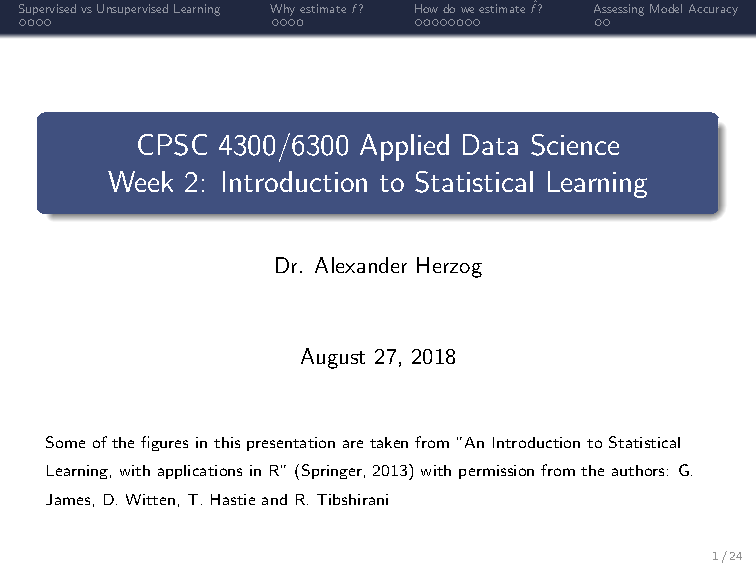 Supervised vs Unsupervised Learning Why estimate f? How do we estimate f̂? Assessing Model Accuracy
CPSC 4300/6300 Applied Data Science
Week 2: Introduction to Statistical Learning
Dr. Alexander Herzog
August 27, 2018
Some of the figures in this presentation are taken from "An Introduction to Statistical
Learning, with applications in R" (Springer, 2013) with permission from the authors: G.
James, D. Witten, T. Hastie and R. Tibshirani
1 / 24